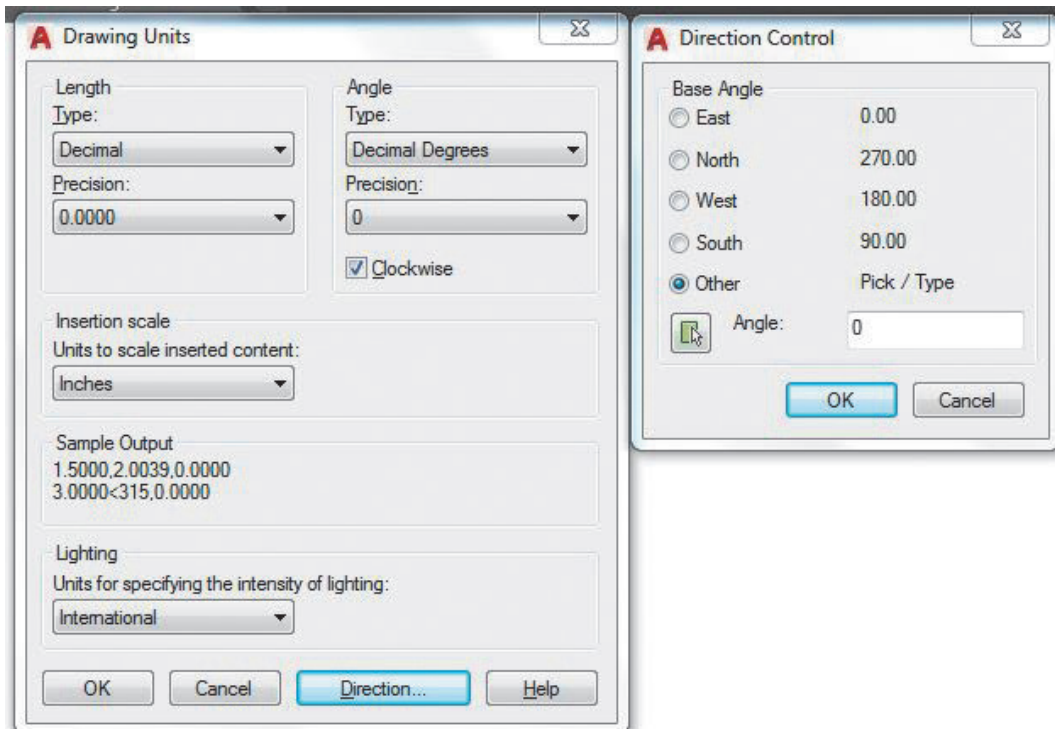 Drawing Units
Length
Type:
Decimal
Precision:
0.0000
Angle
Type:
Decimal Degrees
Precision:
0
Clockwise
Insertion scale
Units to scale inserted content:
Inches
Sample Output
1.5000,2.0039,0.0000
3.0000<315,0.0000
Lighting
Units for specifying the intensity of lighting:
International
OK Cancel Direction... Help
Direction Control
Base Angle
East 0.00
North 270.00
West 180.00
South 90.00
Other Pick / Type
Angle: 0
OK Cancel